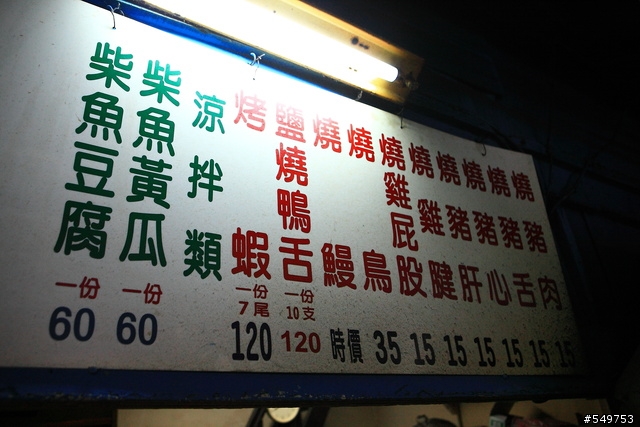 燒豬肉 15
燒豬舌 15
燒豬心 15
燒豬肝 15
燒雞腱 15
燒雞屁股 15
燒鳥 35
燒鰻 時價
鹽燒鴨舌 一份10支 120
烤蝦 一份7尾 120
涼拌類
柴魚黃瓜 一份 60
柴魚豆腐 一份 60
#549753